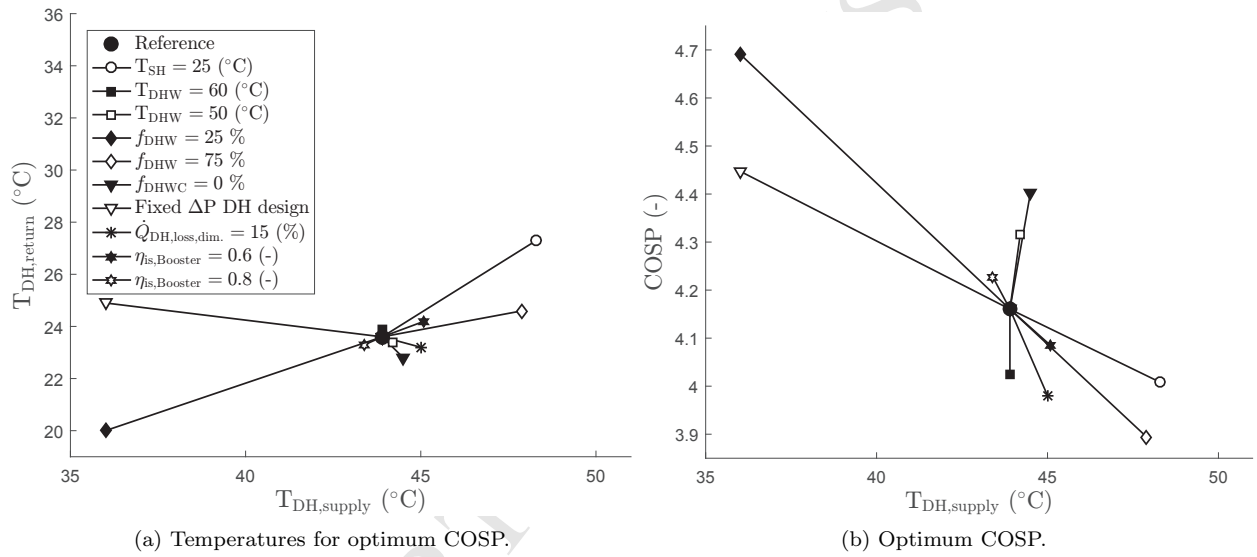 36
34
32
30
28
26
24
22
20
T_DH,return (°C)
Reference
T_SH = 25 (°C)
T_DHW = 60 (°C)
T_DHW = 50 (°C)
f_DHW = 25 %
f_DHW = 75 %
f_DHWC = 0 %
Fixed ΔP DH design
Q̇_DH,loss,dim. = 15 (%)
η_is,Booster = 0.6 (-)
η_is,Booster = 0.8 (-)
35 40 45 50
T_DH,supply (°C)
(a) Temperatures for optimum COSP.
4.7
4.6
4.5
4.4
4.3
4.2
4.1
4
3.9
COSP (-)
35 40 45 50
T_DH,supply (°C)
(b) Optimum COSP.